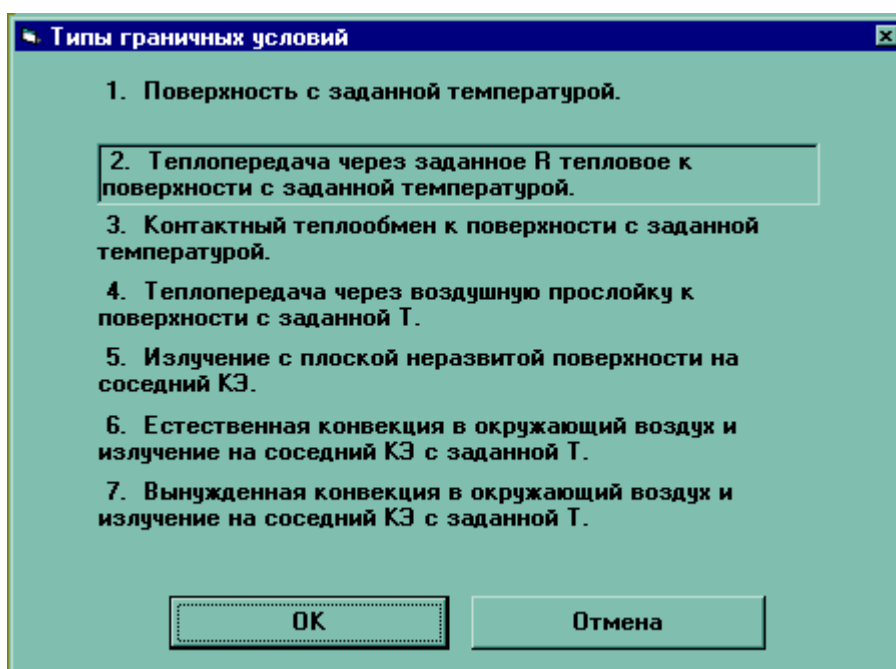 Типы граничных условий
1. Поверхность с заданной температурой.
2. Теплопередача через заданное R тепловое к
поверхности с заданной температурой.
3. Контактный теплообмен к поверхности с заданной
температурой.
4. Теплопередача через воздушную прослойку к
поверхности с заданной Т.
5. Излучение с плоской неразвитой поверхности на
соседний КЭ.
6. Естественная конвекция в окружающий воздух и
излучение на соседний КЭ с заданной Т.
7. Вынужденная конвекция в окружающий воздух и
излучение на соседний КЭ с заданной Т.
OK Отмена